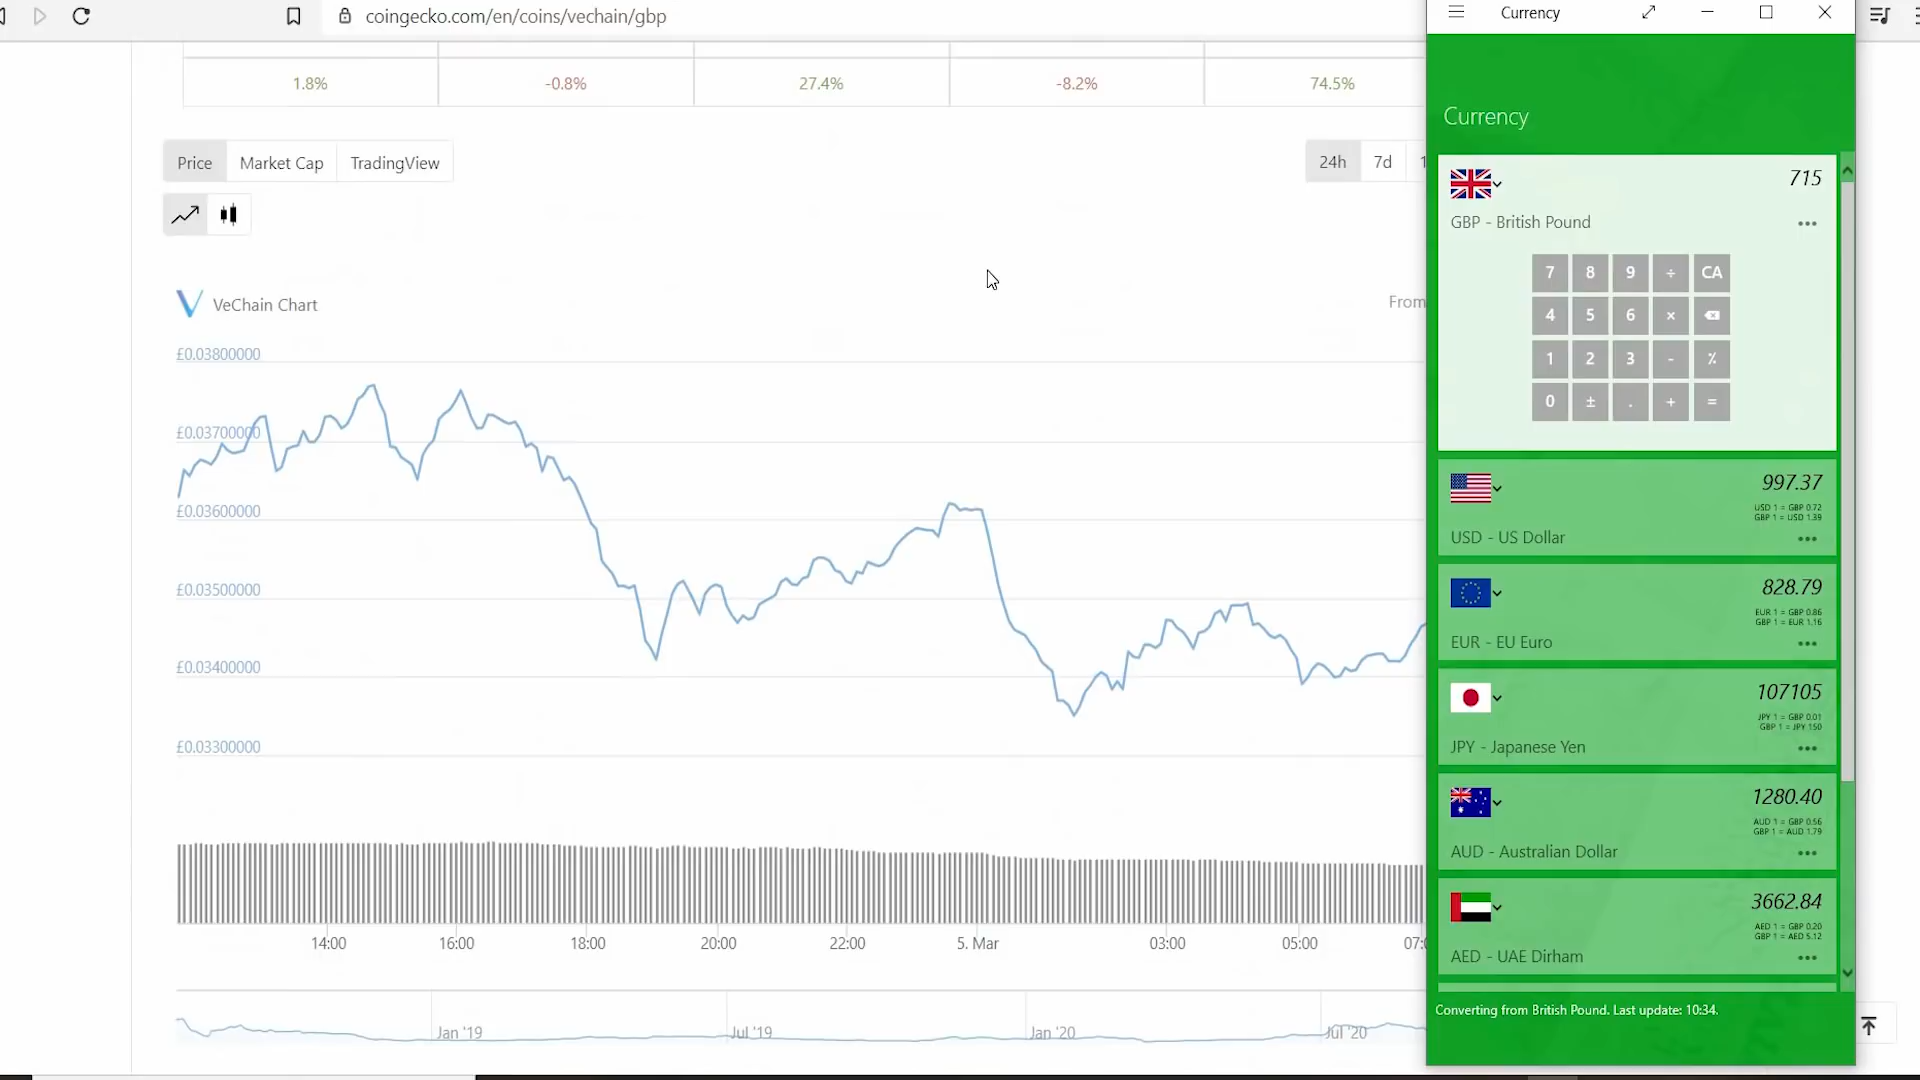 coingecko.com/en/coins/vechain/gbp
1.8% -0.8% 27.4% -8.2% 74.5%
Price Market Cap TradingView
24h 7d 1
VeChain Chart
From
£0.03800000
£0.03700000
£0.03600000
£0.03500000
£0.03400000
£0.03300000
14:00 16:00 18:00 20:00 22:00 5. Mar 03:00 05:00 07:0
Jan '19 Jul '19 Jan '20 Jul '20
Currency
Currency
715
GBP - British Pound
7 8 9 ÷ CA
4 5 6 ×
1 2 3 - %
0 ± . + =
997.37
USD 1 = GBP 0.72
GBP 1 = USD 1.39
USD - US Dollar
828.79
EUR 1 = GBP 0.86
GBP 1 = EUR 1.16
EUR - EU Euro
107105
JPY 1 = GBP 0.01
GBP 1 = JPY 150
JPY - Japanese Yen
1280.40
AUD 1 = GBP 0.56
GBP 1 = AUD 1.79
AUD - Australian Dollar
3662.84
AED 1 = GBP 0.20
GBP 1 = AED 5.12
AED - UAE Dirham
Converting from British Pound. Last update: 10:34.